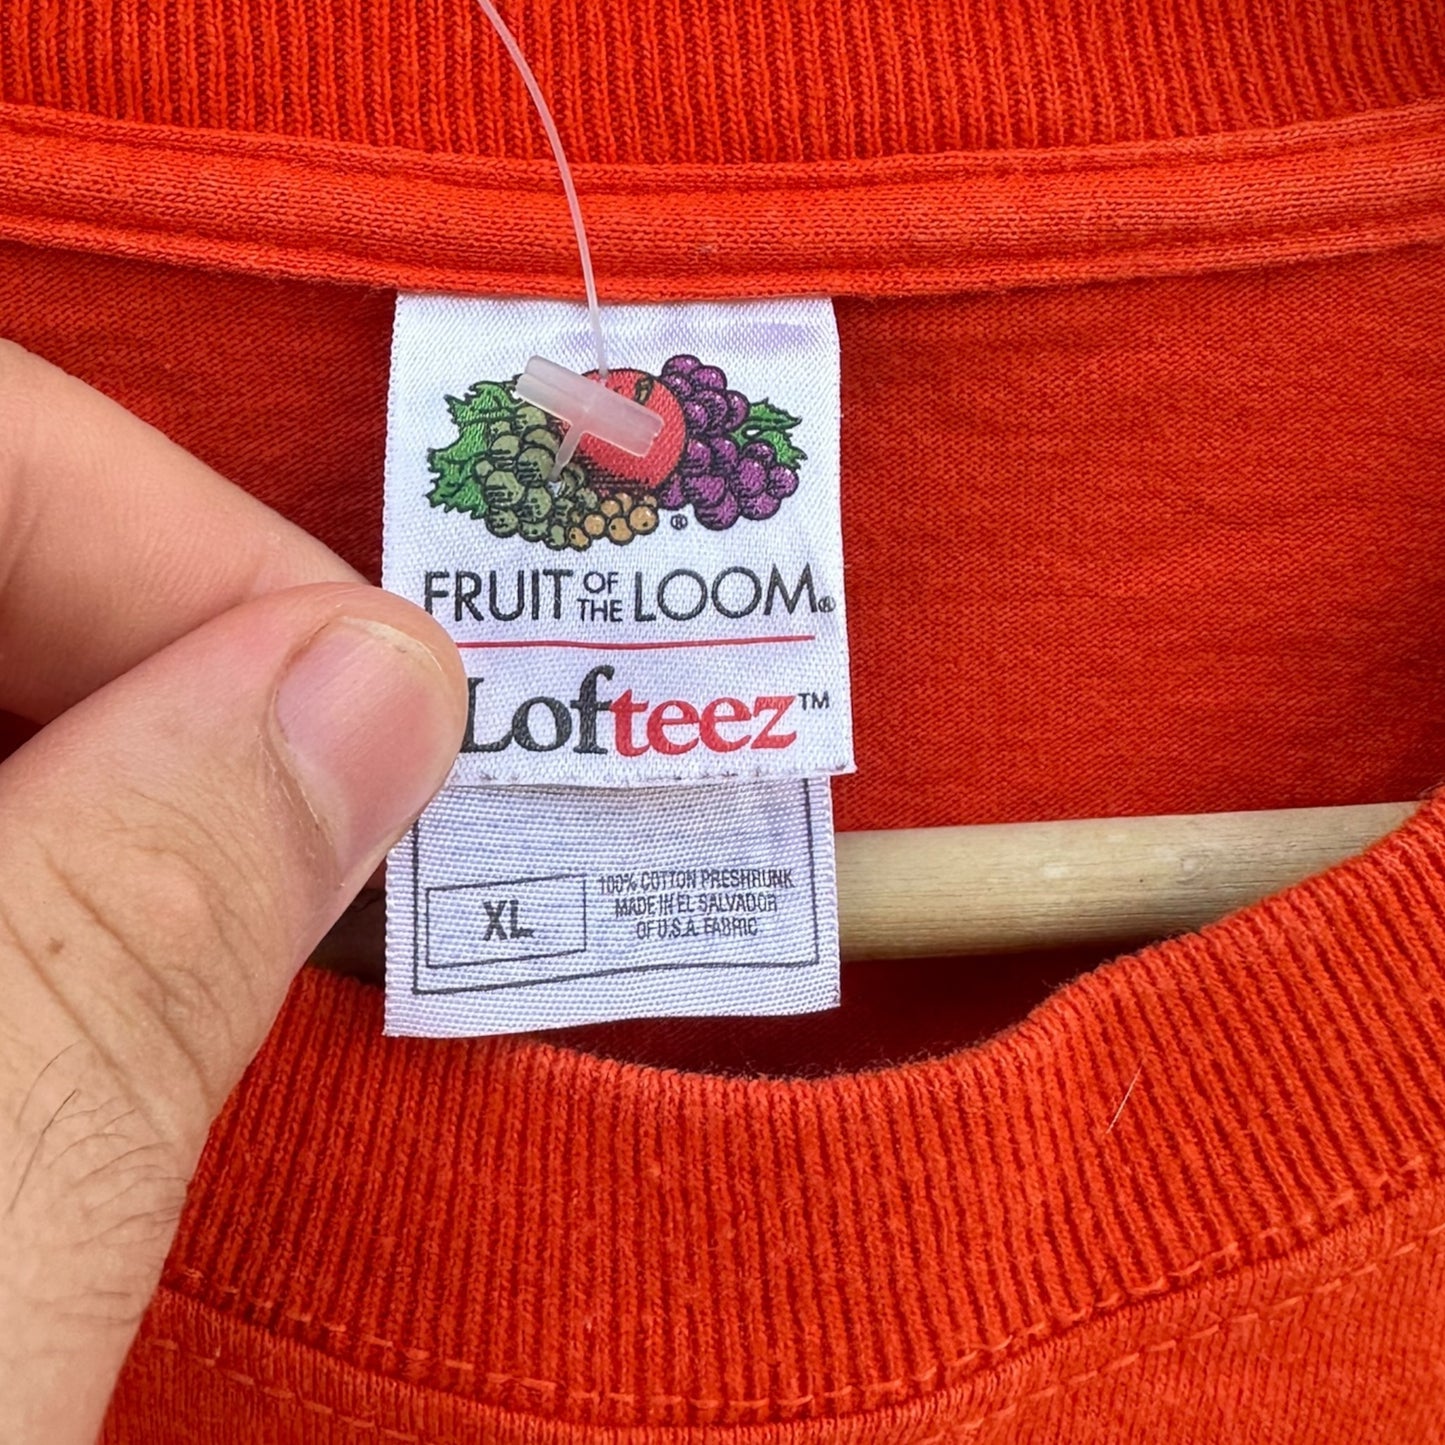 ®
FRUIT OF THE LOOM®
Lofteez™
XL
100% COTTON PRESHRUNK
MADE IN EL SALVADOR
OF U.S.A. FABRIC